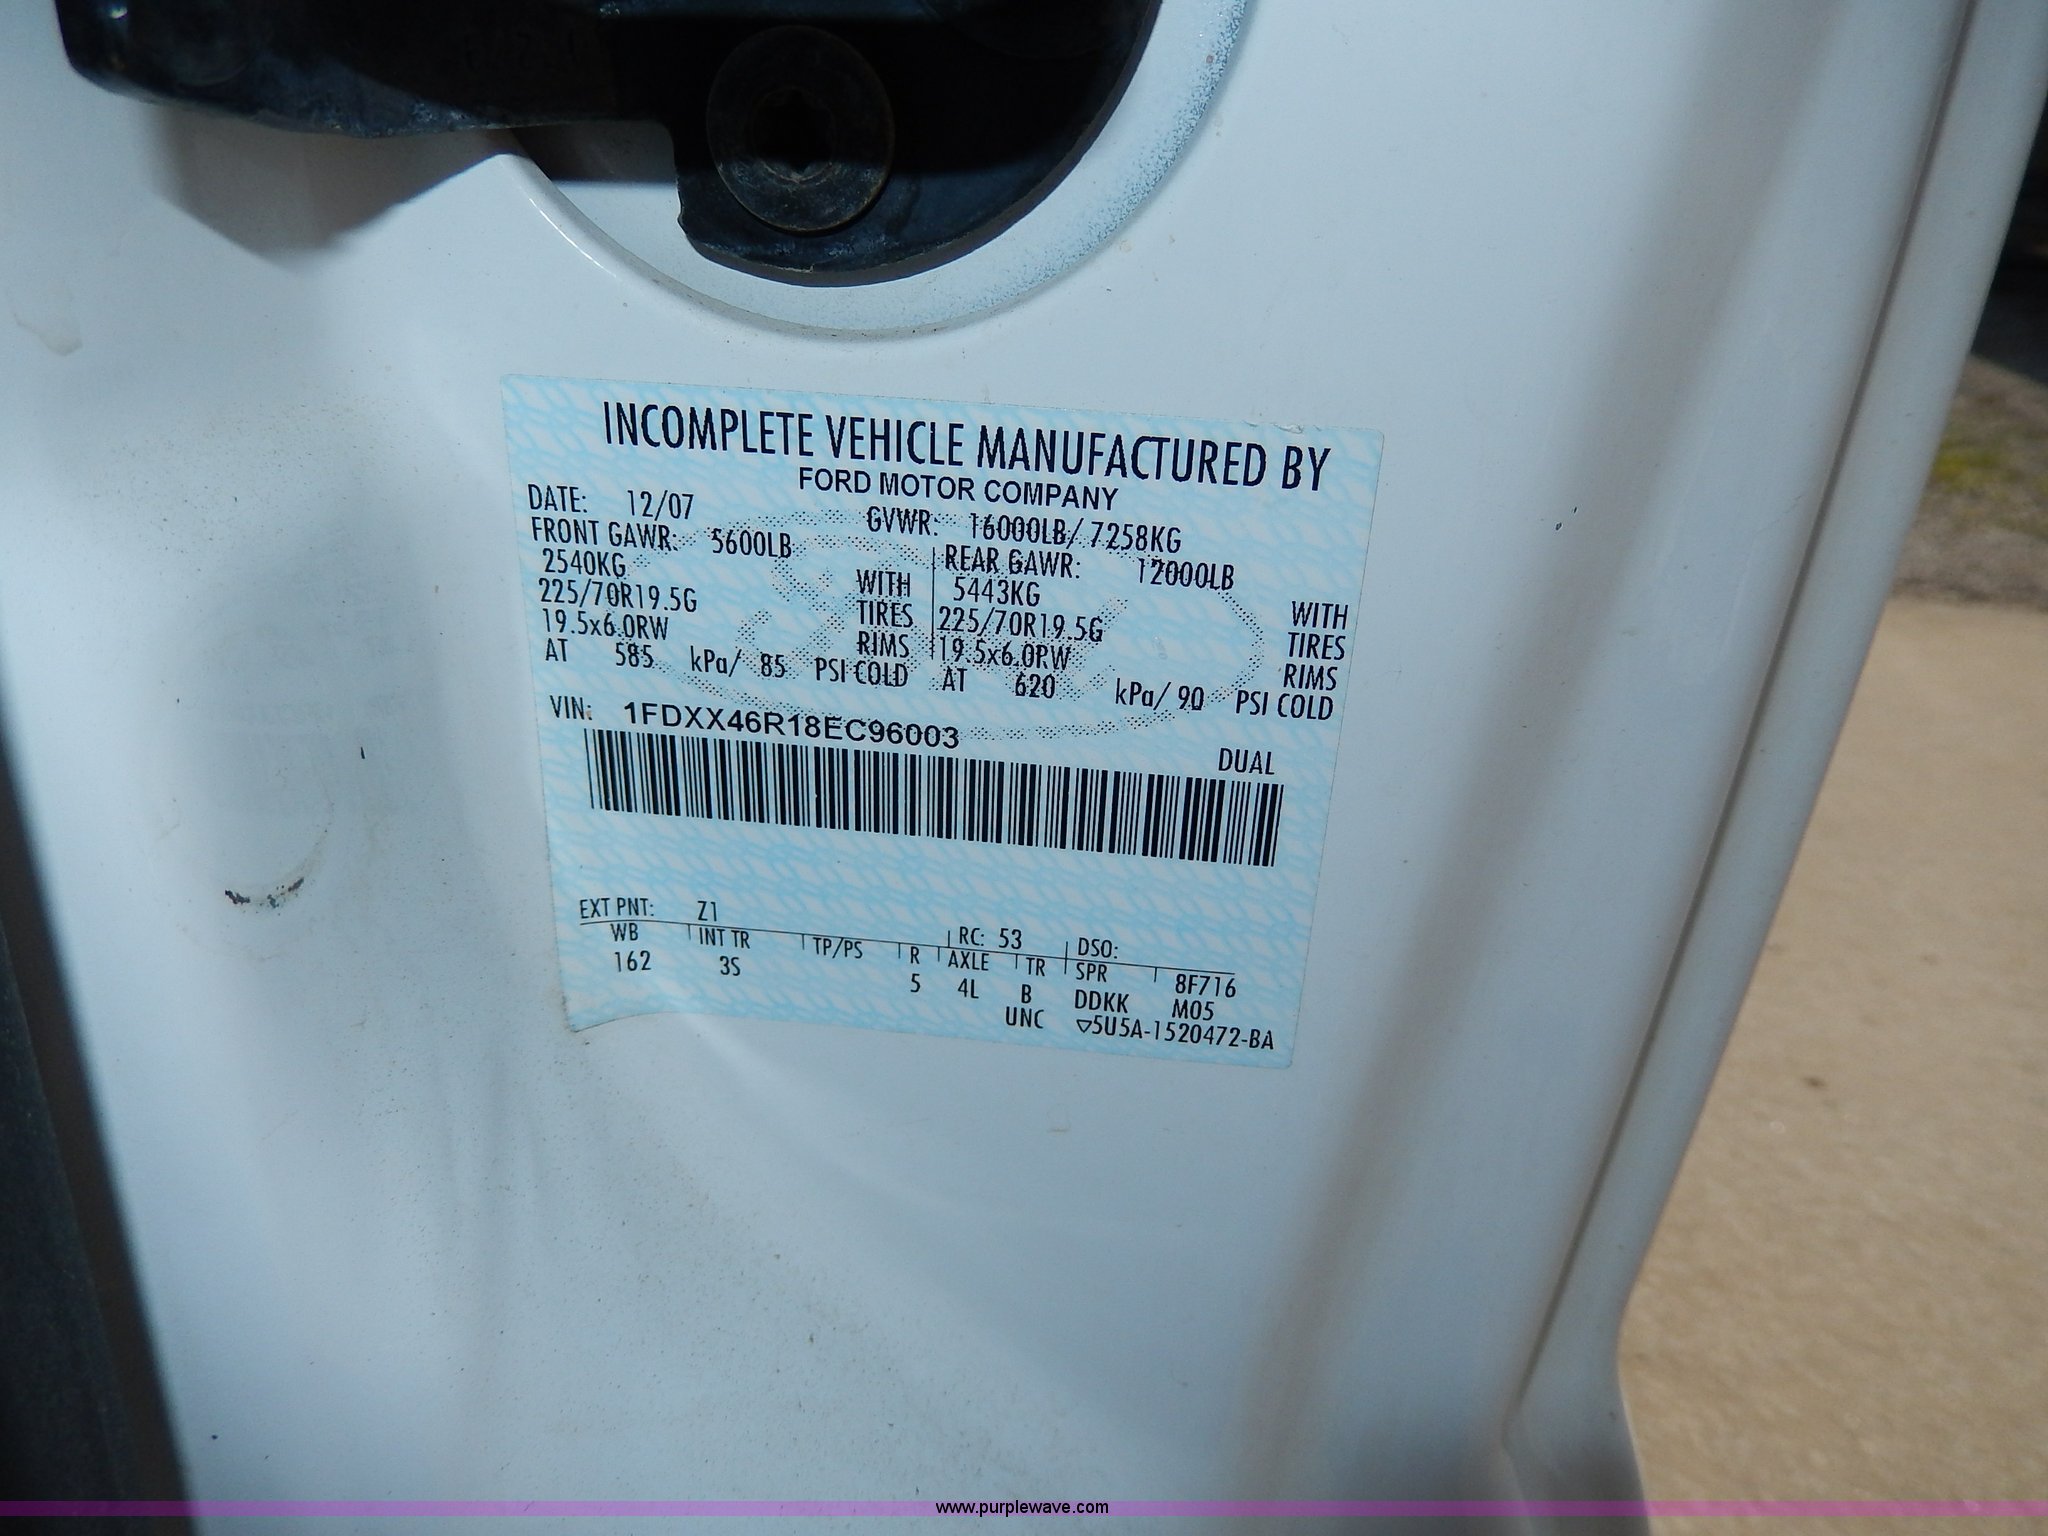 INCOMPLETE VEHICLE MANUFACTURED BY
FORD MOTOR COMPANY
DATE: 12/07 GVWR: 16000LB/ 7258KG
FRONT GAWR: 5600LB REAR GAWR: 12000LB
2540KG WITH 5443KG WITH
225/70R19.5G TIRES 225/70R19.5G TIRES
19.5x6.0RW RIMS 19.5x6.0RW RIMS
AT 585 kPa/ 85 PSI COLD AT 620 kPa/ 90 PSI COLD
VIN: 1FDXX46R18EC96003
DUAL
EXT PNT: Z1 RC: 53 DSO:
WB INT TR TP/PS R AXLE TR SPR 8F716
162 3S 5 4L B DDKK M05
UNC ▽5U5A-1520472-BA
www.purplewave.com